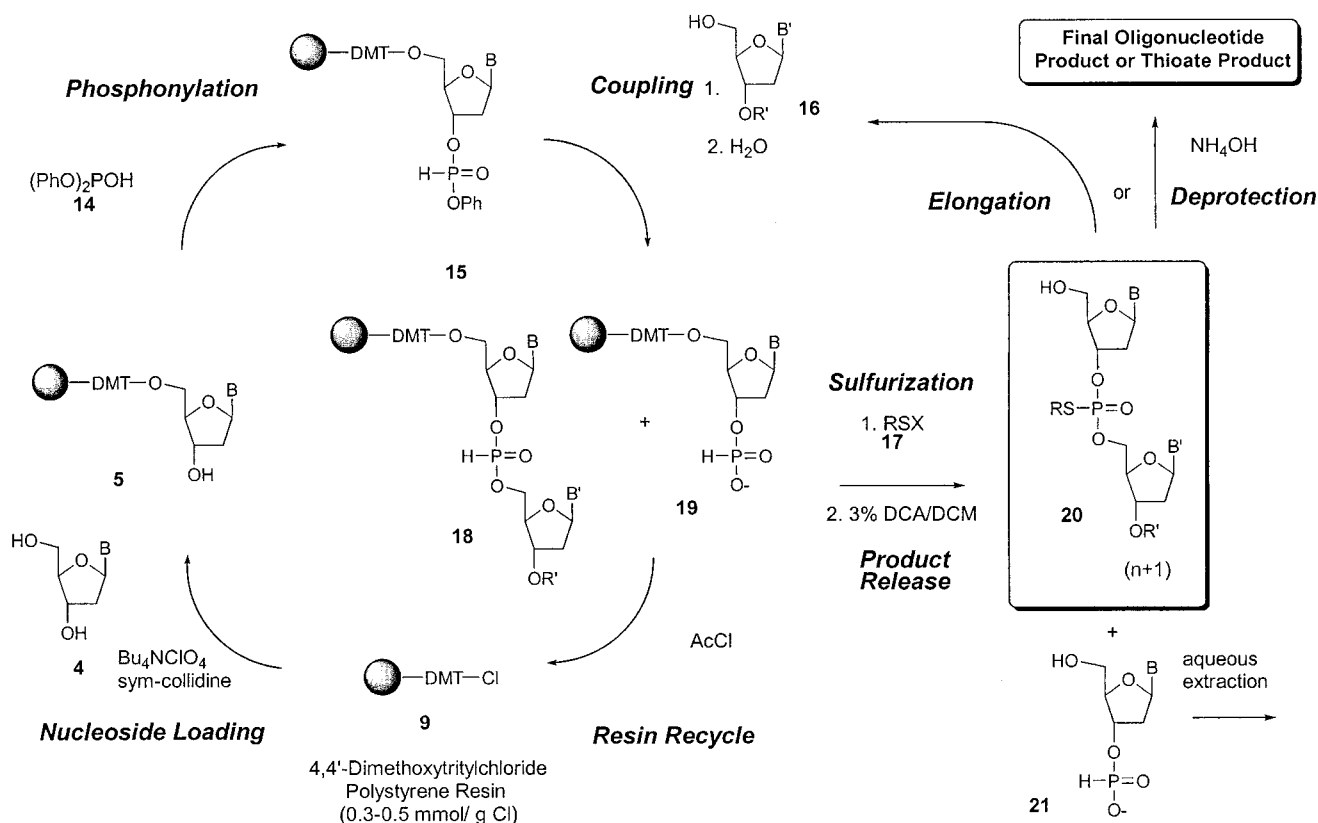 Phosphonylation
(PhO)2POH
14
DMT
O
O
B
O
H
P
O
OPh
15
Coupling
1.
HO
O
B'
OR'
16
2. H2O
Final Oligonucleotide
Product or Thioate Product
NH4OH
Elongation
or
Deprotection
DMT
O
O
B
OH
5
HO
O
B
OH
4
Bu4NClO4
sym-collidine
Nucleoside Loading
DMT
O
O
B
O
H
P
O
O
O
B'
OR'
18
+
DMT
O
O
B
O
H
P
O
O-
19
Sulfurization
1. RSX
17
2. 3% DCA/DCM
Product
Release
HO
O
B
O
RS
P
O
O
O
B'
OR'
20
(n+1)
+
HO
O
B
O
H
P
O
O-
21
aqueous
extraction
AcCl
DMT
Cl
9
Resin Recycle
4,4'-Dimethoxytritylchloride
Polystyrene Resin
(0.3-0.5 mmol/ g Cl)